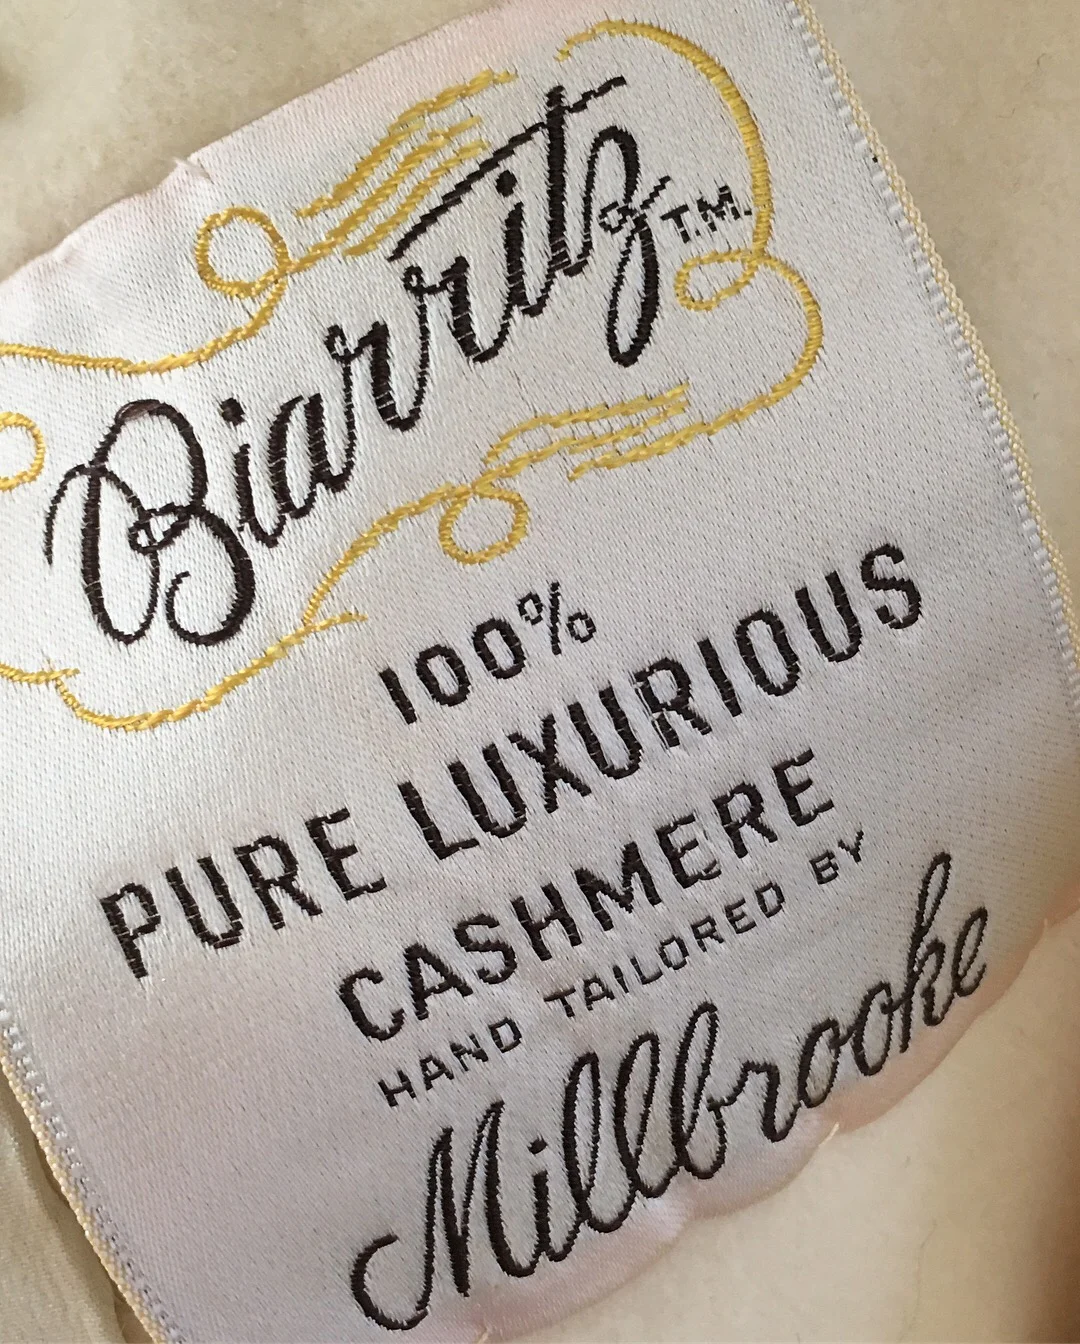 Biarritz T.M.
100%
PURE LUXURIOUS
CASHMERE
HAND TAILORED BY
Millbrooke